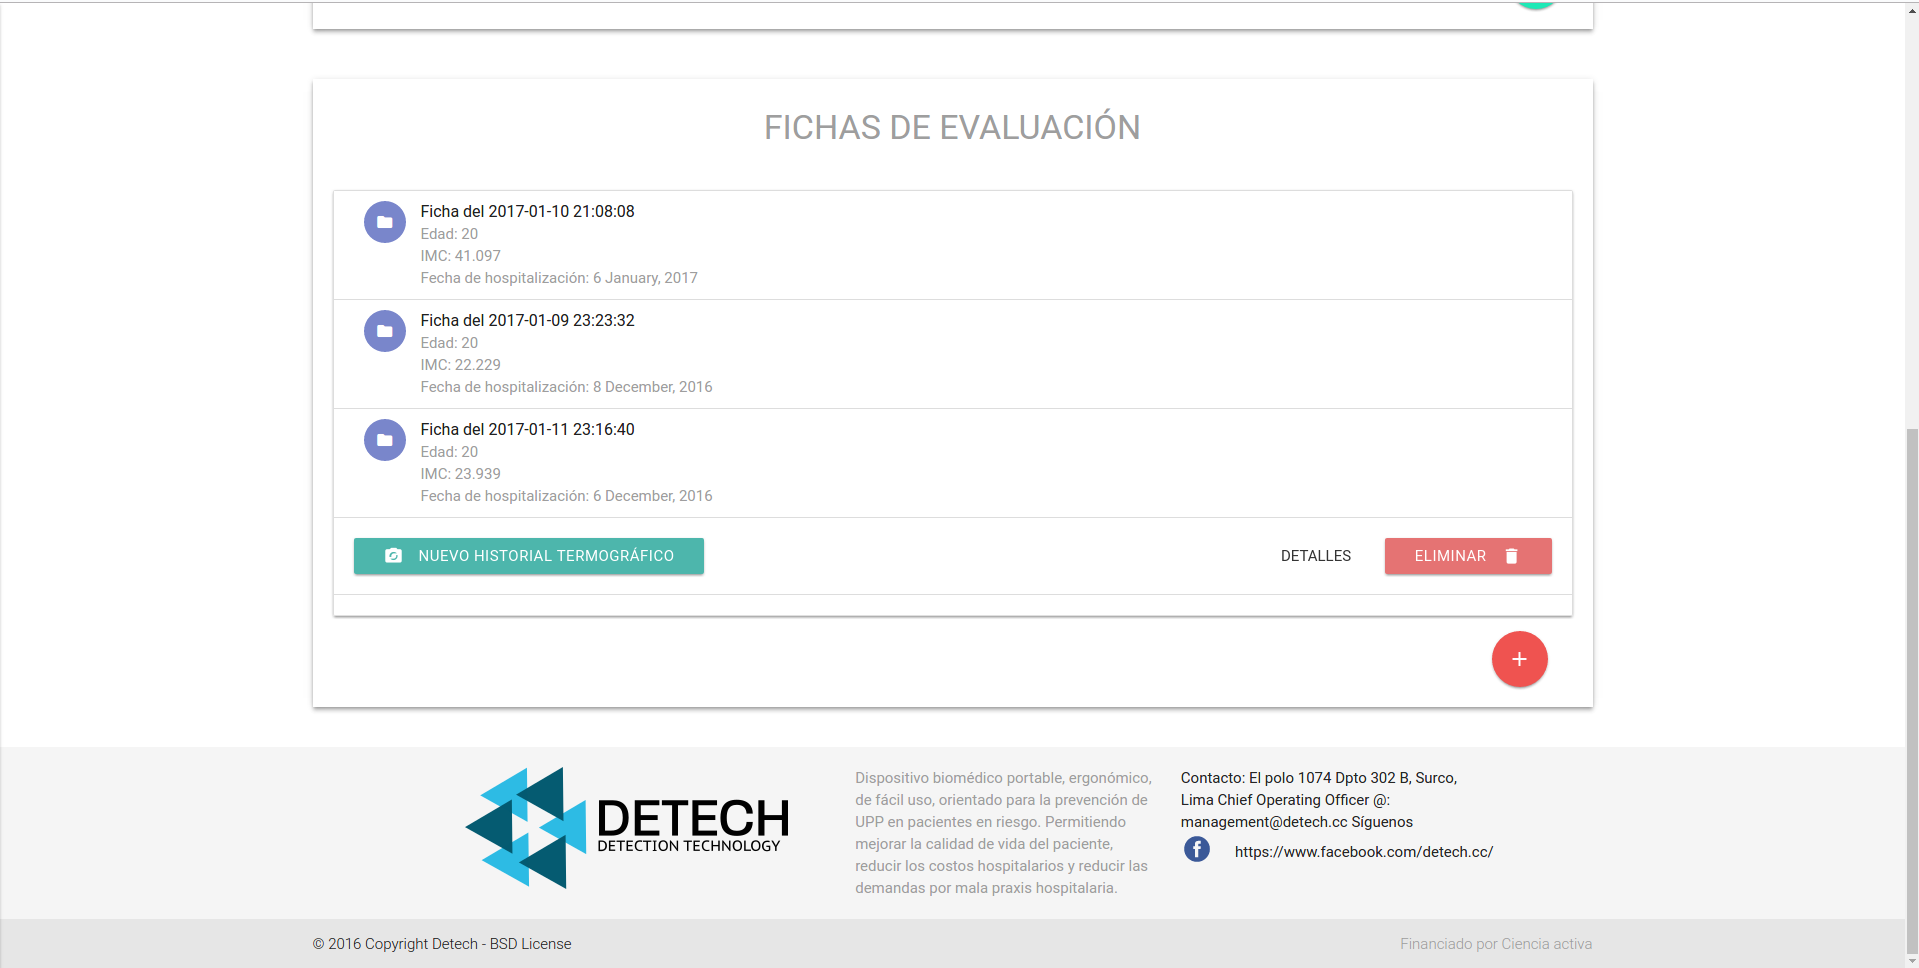 FICHAS DE EVALUACIÓN
Ficha del 2017-01-10 21:08:08
Edad: 20
IMC: 41.097
Fecha de hospitalización: 6 January, 2017
Ficha del 2017-01-09 23:23:32
Edad: 20
IMC: 22.229
Fecha de hospitalización: 8 December, 2016
Ficha del 2017-01-11 23:16:40
Edad: 20
IMC: 23.939
Fecha de hospitalización: 6 December, 2016
NUEVO HISTORIAL TERMOGRÁFICO
DETALLES
ELIMINAR
DETECH
DETECTION TECHNOLOGY
Dispositivo biomédico portable, ergonómico,
de fácil uso, orientado para la prevención de
UPP en pacientes en riesgo. Permitiendo
mejorar la calidad de vida del paciente,
reducir los costos hospitalarios y reducir las
demandas por mala praxis hospitalaria.
Contacto: El polo 1074 Dpto 302 B, Surco,
Lima Chief Operating Officer @:
management@detech.cc Síguenos
https://www.facebook.com/detech.cc/
© 2016 Copyright Detech - BSD License
Financiado por Ciencia activa